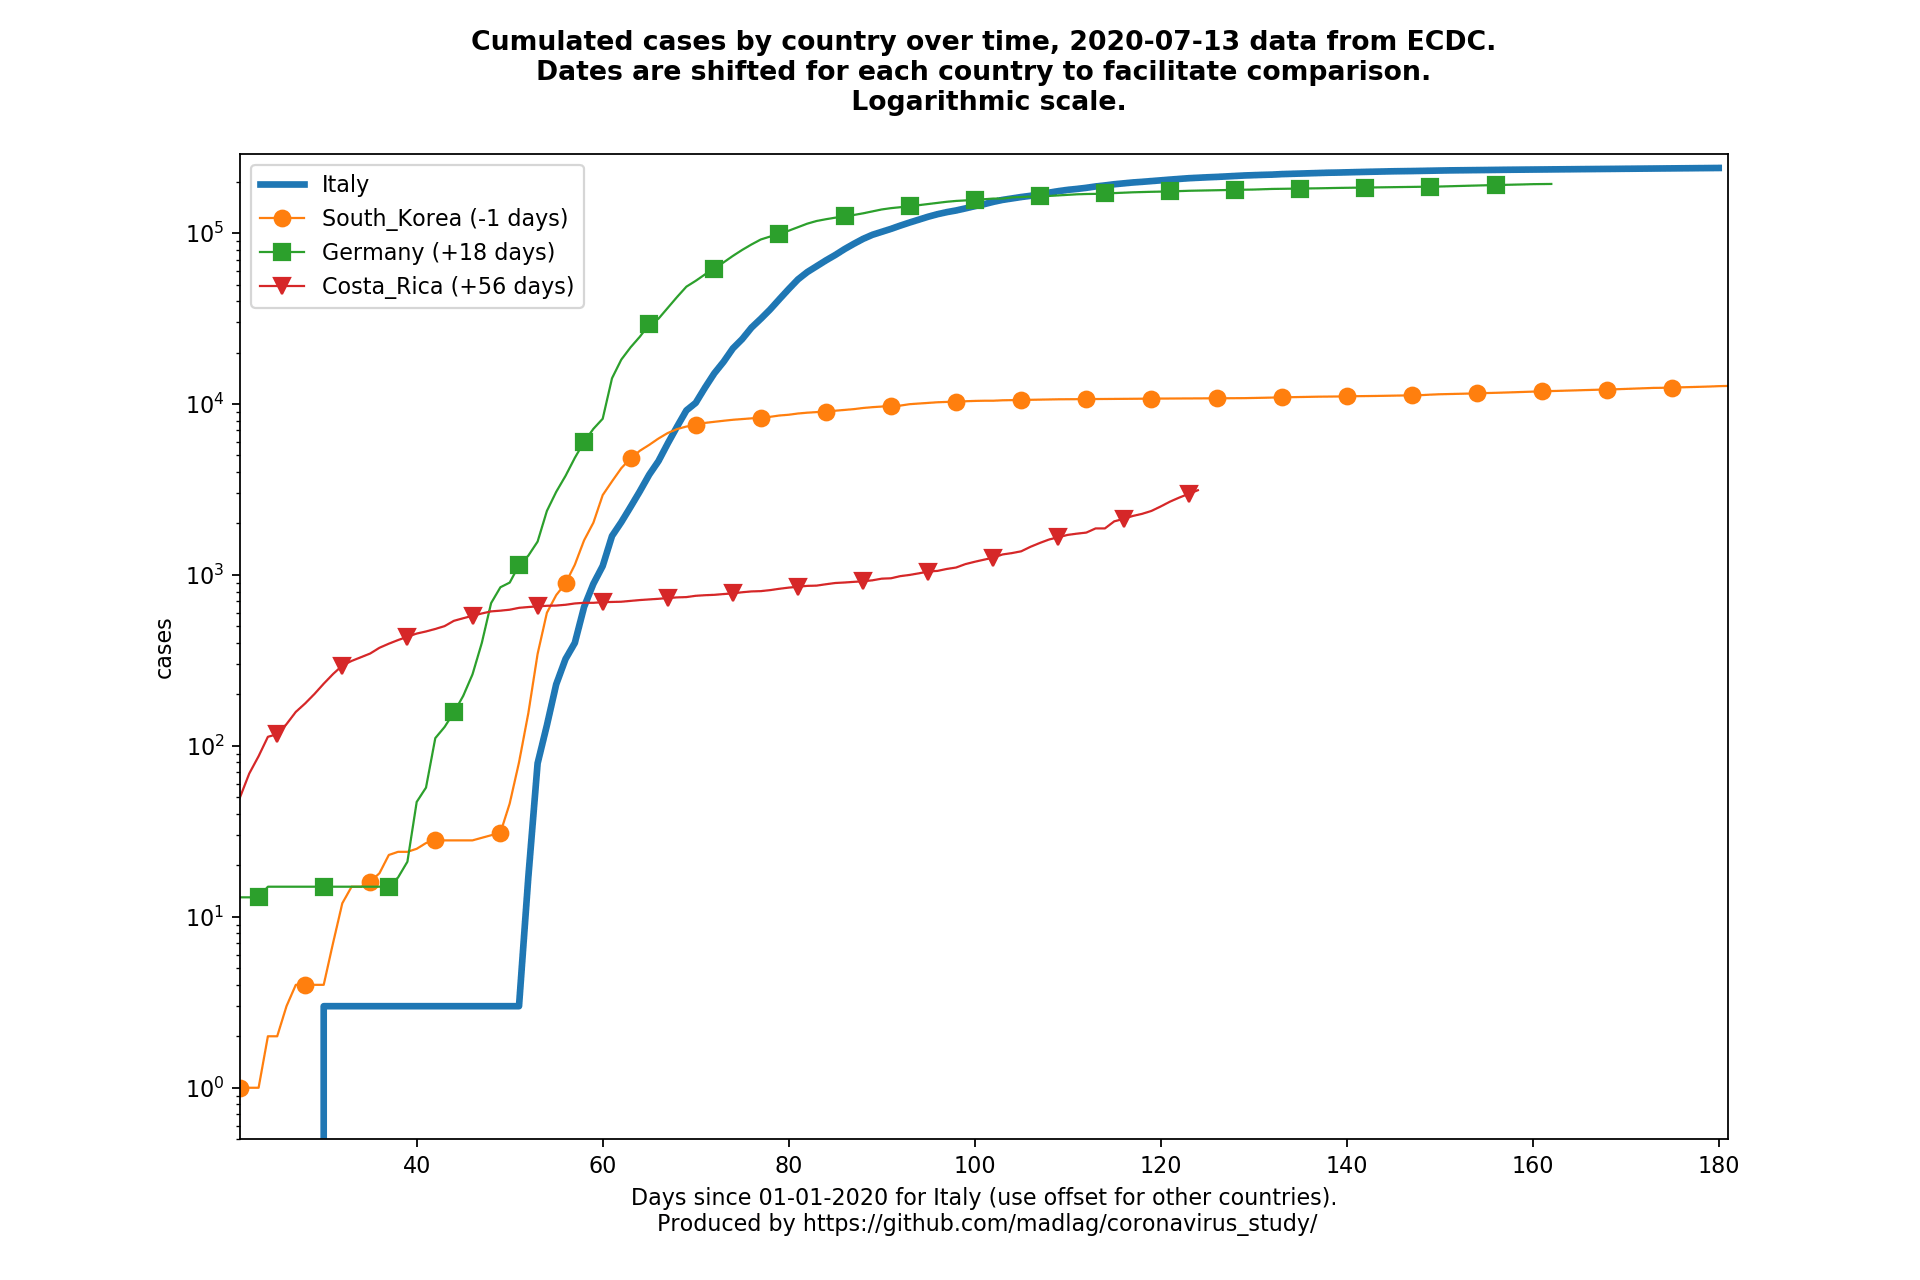 Cumulated cases by country over time, 2020-07-13 data from ECDC.
Dates are shifted for each country to facilitate comparison.
Logarithmic scale.
Italy
South_Korea (-1 days)
Germany (+18 days)
Costa_Rica (+56 days)
cases
10^5
10^4
10^3
10^2
10^1
10^0
40 60 80 100 120 140 160 180
Days since 01-01-2020 for Italy (use offset for other countries).
Produced by https://github.com/madlag/coronavirus_study/